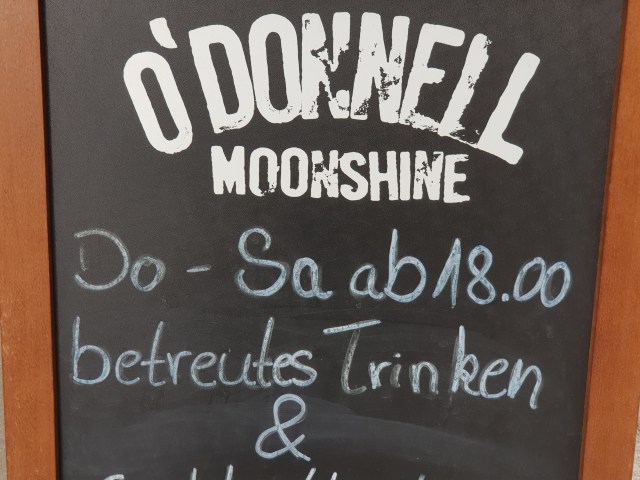 O'DONNELL
MOONSHINE
Do - Sa ab 18.00
betreutes Trinken
&